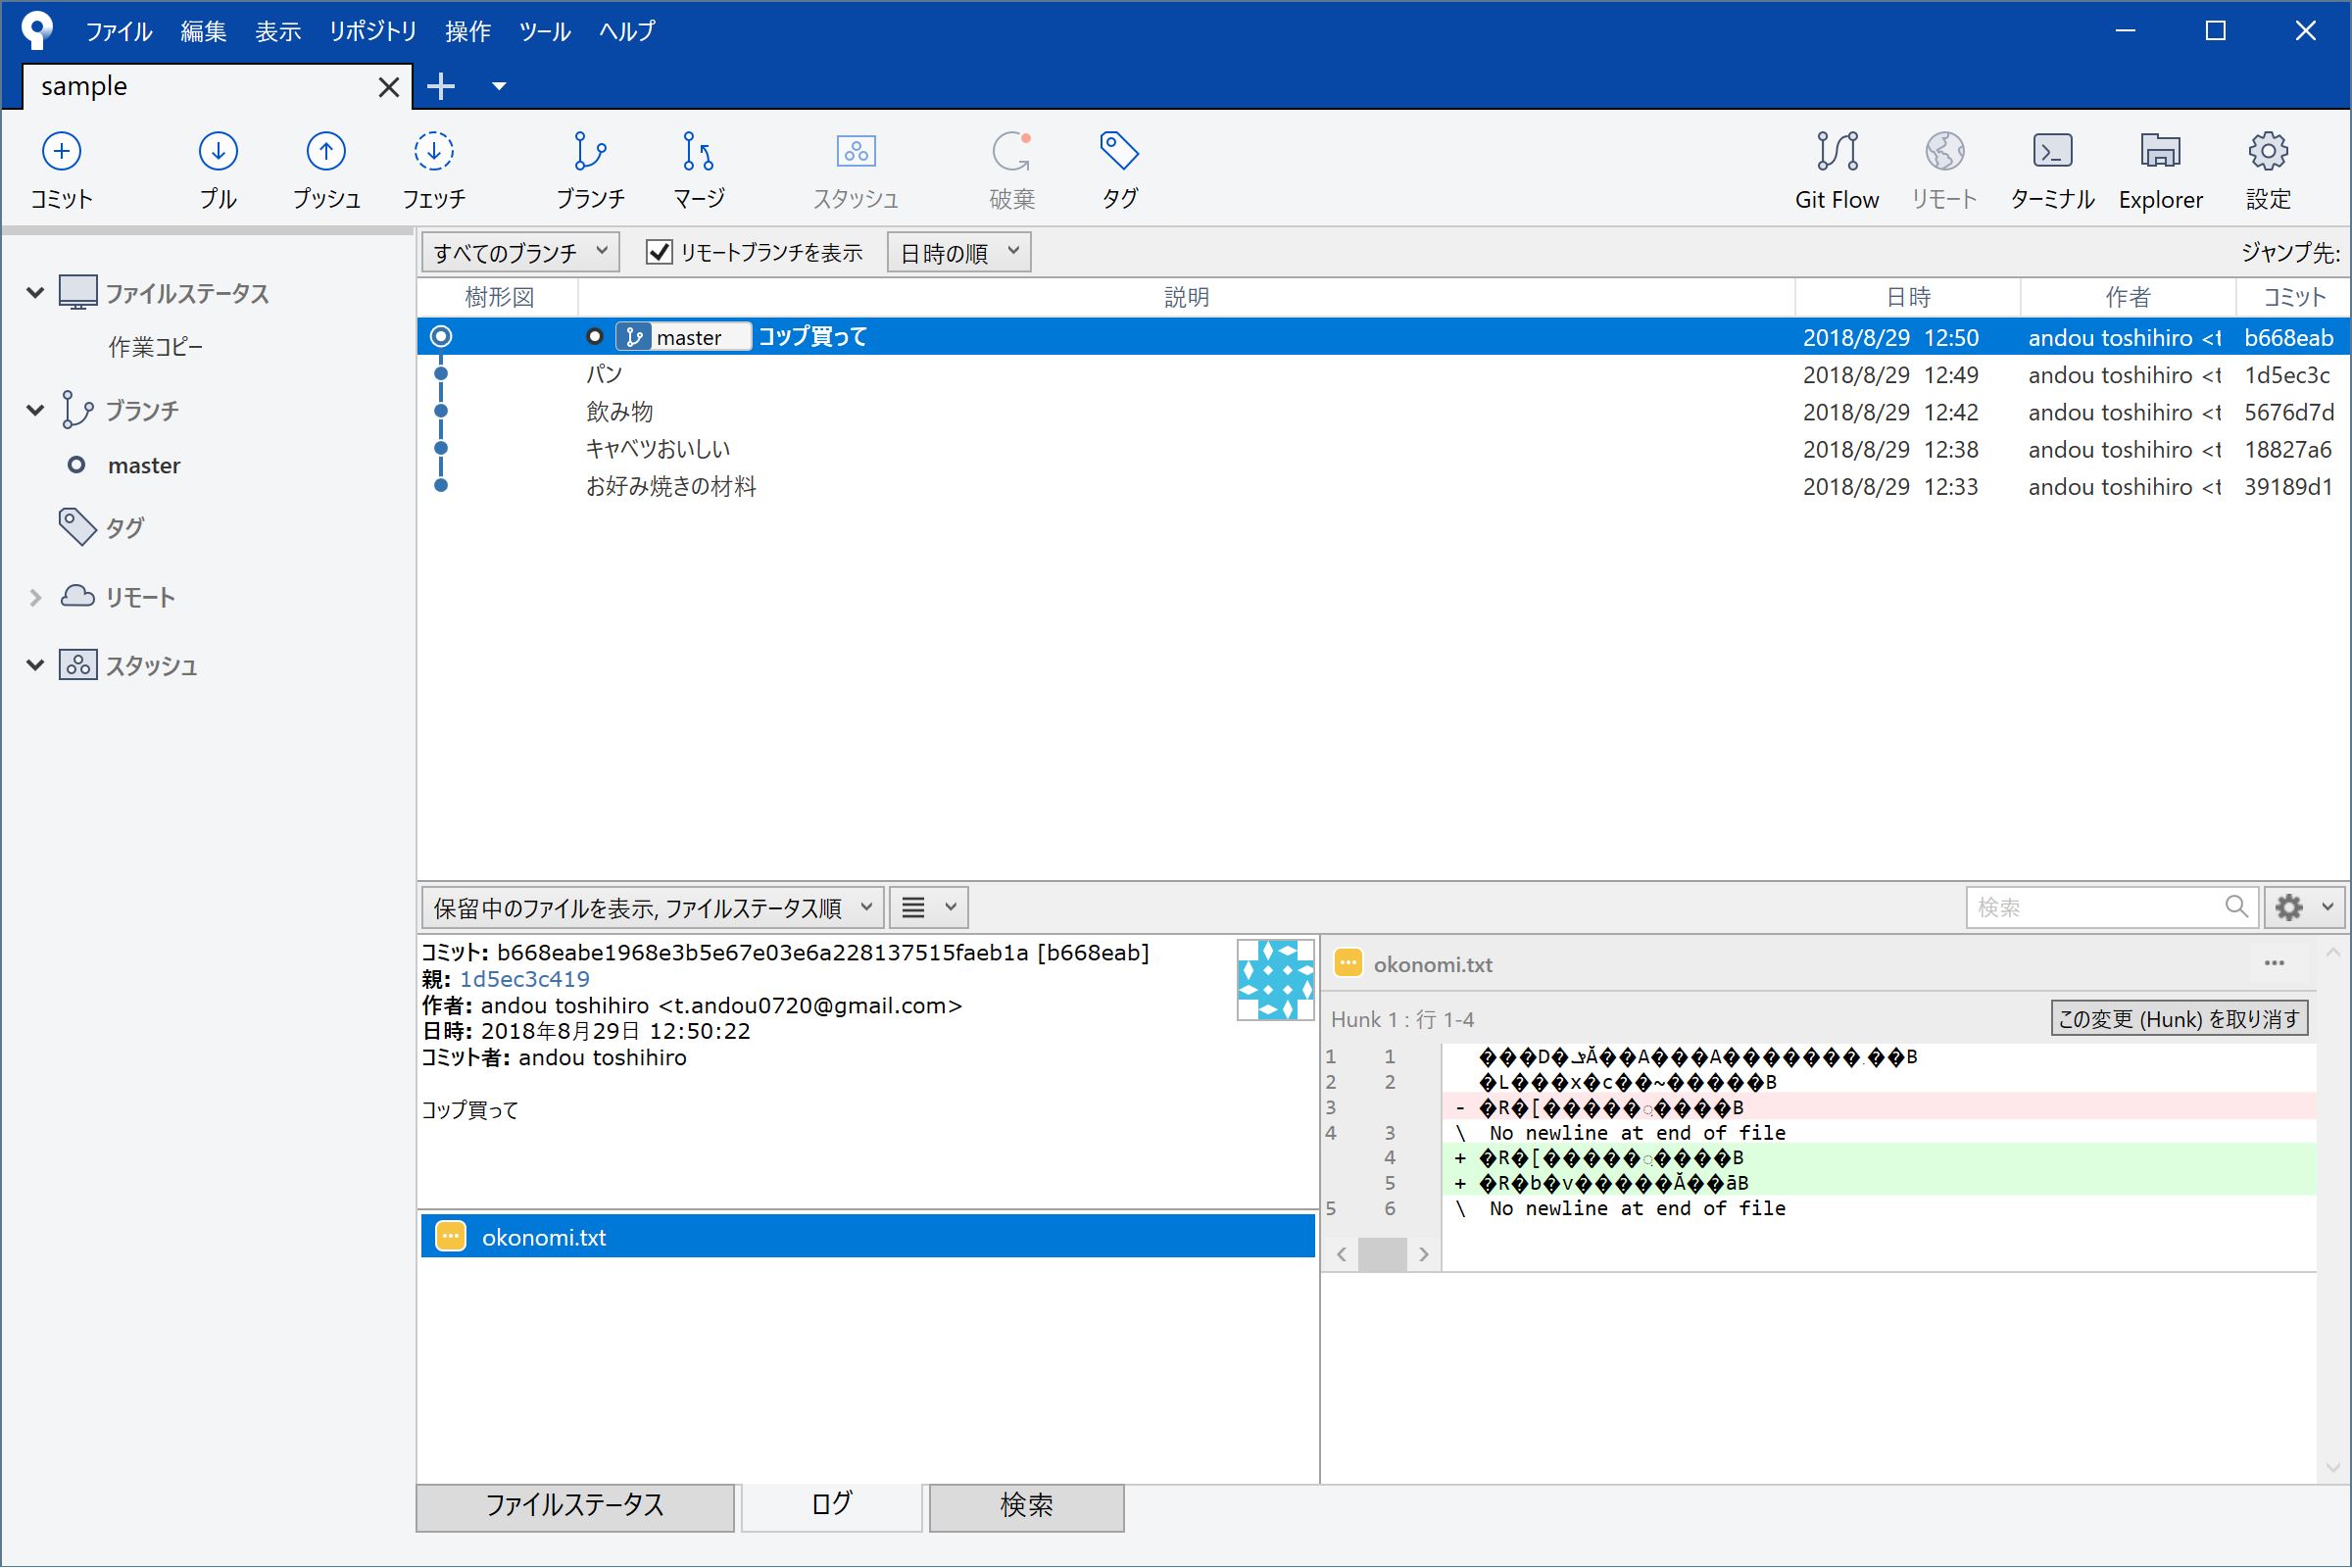 ファイル 編集 表示 リポジトリ 操作 ツール ヘルプ
sample
コミット プル プッシュ フェッチ ブランチ マージ スタッシュ 破棄 タグ Git Flow リモート ターミナル Explorer 設定
ファイルステータス
作業コピー
ブランチ
master
タグ
リモート
スタッシュ
すべてのブランチ リモートブランチを表示 日時の順 ジャンプ先:
樹形図 説明 日時 作者 コミット
master コップ買って 2018/8/29 12:50 andou toshihiro <t b668eab
パン 2018/8/29 12:49 andou toshihiro <t 1d5ec3c
飲み物 2018/8/29 12:42 andou toshihiro <t 5676d7d
キャベツおいしい 2018/8/29 12:38 andou toshihiro <t 18827a6
お好み焼きの材料 2018/8/29 12:33 andou toshihiro <t 39189d1
保留中のファイルを表示, ファイルステータス順 検索
コミット: b668eabe1968e3b5e67e03e6a228137515faeb1a [b668eab]
親: 1d5ec3c419
作者: andou toshihiro <t.andou0720@gmail.com>
日時: 2018年8月29日 12:50:22
コミット者: andou toshihiro
コップ買って
okonomi.txt
okonomi.txt
Hunk 1 : 行 1-4 この変更 (Hunk) を取り消す
1 1
2 2 �L���x�c��~�����B
3
4 3 \ No newline at end of file
4
5 + �R�b�v�����Ă��āB
5 6 \ No newline at end of file
ファイルステータス ログ 検索